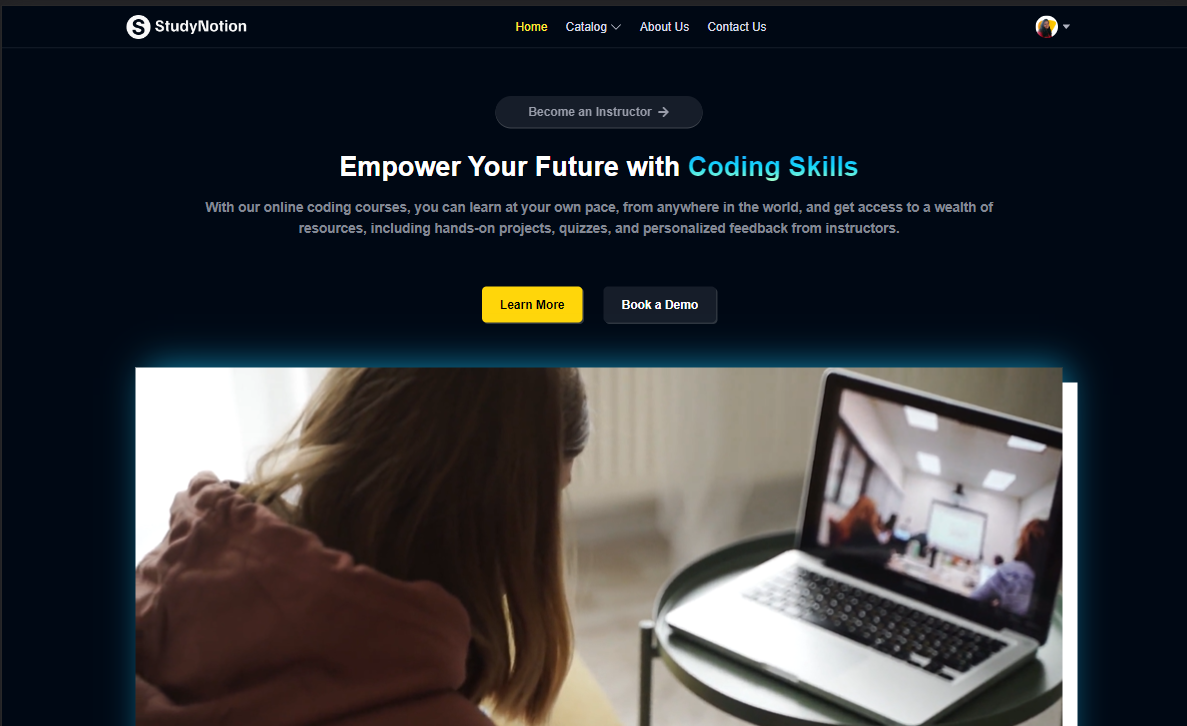 StudyNotion
Home
Catalog
About Us
Contact Us
Become an Instructor
Empower Your Future with Coding Skills
With our online coding courses, you can learn at your own pace, from anywhere in the world, and get access to a wealth of
resources, including hands-on projects, quizzes, and personalized feedback from instructors.
Learn More
Book a Demo